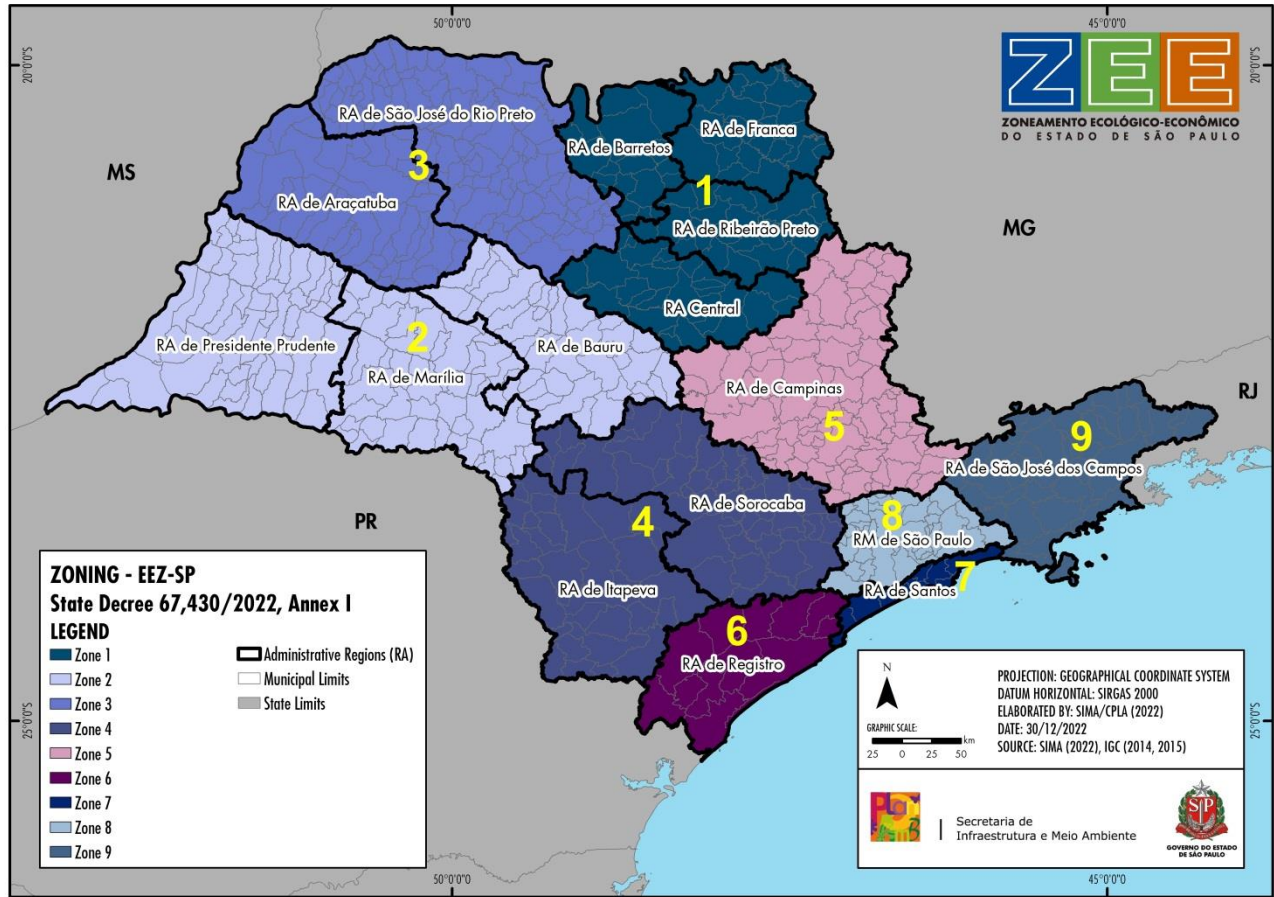 50°0'0"O
45°0'0"O
20°0'0"S
20°0'0"S
ZEE
ZONEAMENTO ECOLÓGICO-ECONÔMICO
DO ESTADO DE SÃO PAULO
RA de São José do Rio Preto
RA de Franca
RA de Barretos
MS
3
1
RA de Araçatuba
RA de Ribeirão Preto
MG
RA Central
2
RA de Presidente Prudente
RA de Bauru
RA de Marília
RA de Campinas
RJ
5
9
RA de São José dos Campos
RA de Sorocaba
8
PR
4
RM de São Paulo
7
RA de Itapeva
RA de Santos
6
RA de Registro
ZONING - EEZ-SP
State Decree 67,430/2022, Annex I
LEGEND
Zone 1
Zone 2
Zone 3
Zone 4
Zone 5
Zone 6
Zone 7
Zone 8
Zone 9
Administrative Regions (RA)
Municipal Limits
State Limits
N
GRAPHIC SCALE:
km
25 0 25 50
PROJECTION: GEOGRAPHICAL COORDINATE SYSTEM
DATUM HORIZONTAL: SIRGAS 2000
ELABORATED BY: SIMA/CPLA (2022)
DATE: 30/12/2022
SOURCE: SIMA (2022), IGC (2014, 2015)
Secretaria de
Infraestrutura e Meio Ambiente
SP
GOVERNO DO ESTADO
DE SÃO PAULO
25°0'0"S
25°0'0"S
50°0'0"O
45°0'0"O